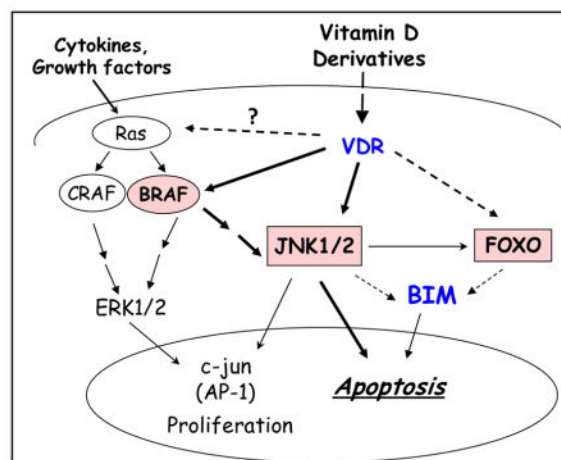 Cytokines,
Growth factors
Vitamin D
Derivatives
Ras
?
VDR
CRAF
BRAF
JNK1/2
FOXO
ERK1/2
BIM
c-jun
(AP-1)
Apoptosis
Proliferation